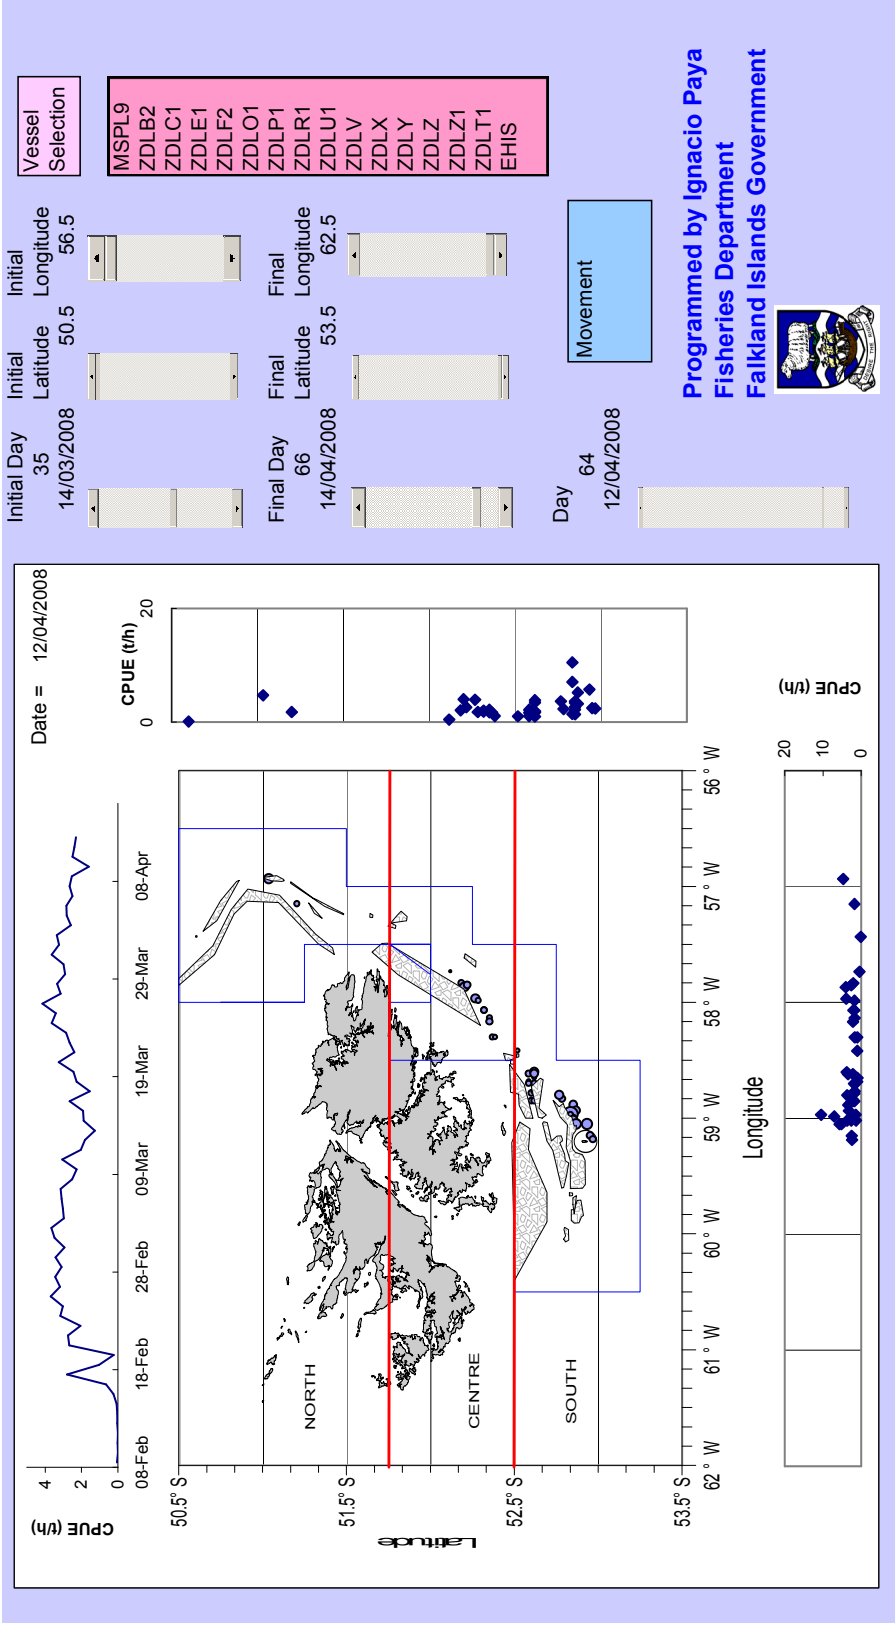 Date = 12/04/2008
CPUE (t/h)
4
2
0
08-Feb
18-Feb
28-Feb
09-Mar
19-Mar
29-Mar
08-Apr
CPUE (t/h)
0
20
Latitude
50.5° S
51.5° S
52.5° S
53.5° S
NORTH
CENTRE
SOUTH
62° W
61° W
60° W
59° W
58° W
57° W
56° W
Longitude
20
10
0
CPUE (t/h)
Initial Day
35
14/03/2008
Initial
Latitude
50.5
Initial
Longitude
56.5
Vessel
Selection
MSPL9
ZDLB2
ZDLC1
ZDLE1
ZDLF2
ZDLO1
ZDLP1
ZDLR1
ZDLU1
ZDLV
ZDLX
ZDLY
ZDLZ
ZDLZ1
ZDLT1
EHIS
Final Day
66
14/04/2008
Final
Latitude
53.5
Final
Longitude
62.5
Day
64
12/04/2008
Movement
Programmed by Ignacio Paya
Fisheries Department
Falkland Islands Government
DESIRE THE RIGHT